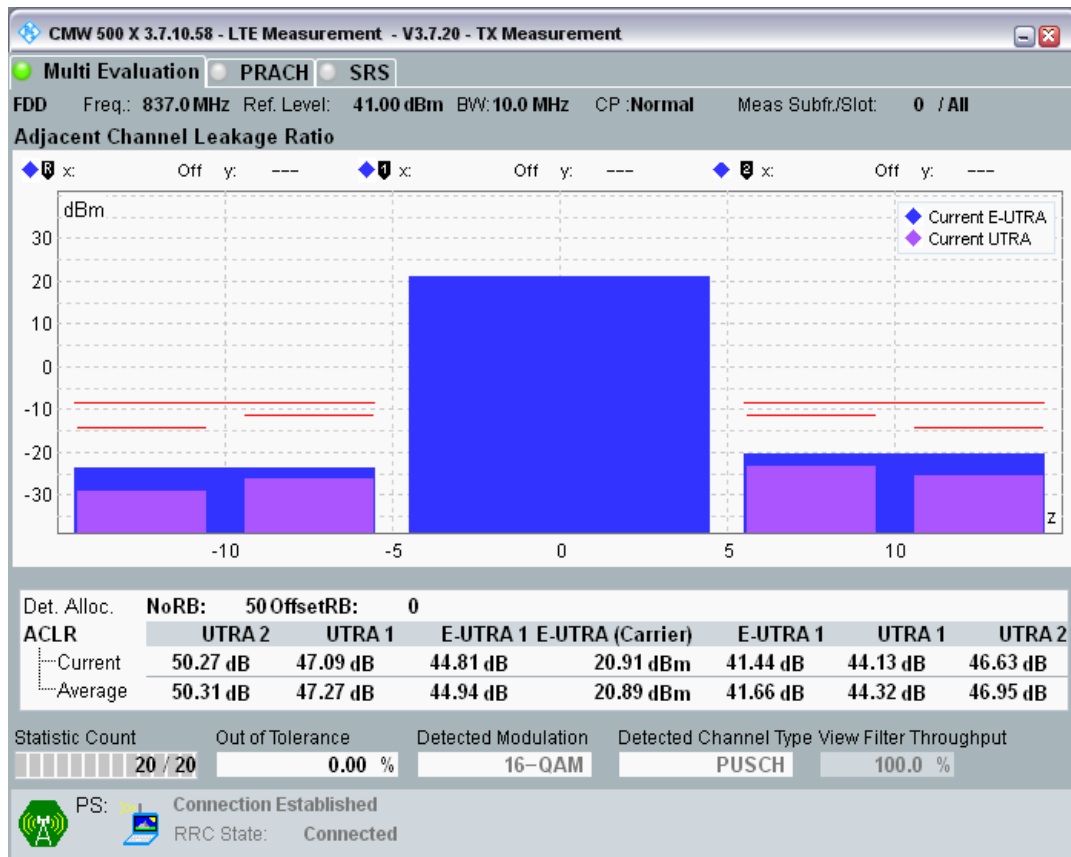 CMW 500 X 3.7.10.58 - LTE Measurement - V3.7.20 - TX Measurement
Multi Evaluation PRACH SRS
FDD Freq.: 837.0 MHz Ref. Level: 41.00 dBm BW: 10.0 MHz CP :Normal Meas Subfr./Slot: 0 / All
Adjacent Channel Leakage Ratio
R x: Off y: --- 1 x: Off y: --- 2 x: Off y: ---
dBm
Current E-UTRA
Current UTRA
30
20
10
0
-10
-20
-30
z
-10 -5 0 5 10
Det. Alloc. NoRB: 50 OffsetRB: 0
ACLR UTRA 2 UTRA 1 E-UTRA 1 E-UTRA (Carrier) E-UTRA 1 UTRA 1 UTRA 2
Current 50.27 dB 47.09 dB 44.81 dB 20.91 dBm 41.44 dB 44.13 dB 46.63 dB
Average 50.31 dB 47.27 dB 44.94 dB 20.89 dBm 41.66 dB 44.32 dB 46.95 dB
Statistic Count Out of Tolerance Detected Modulation Detected Channel Type View Filter Throughput
20 / 20 0.00 % 16-QAM PUSCH 100.0 %
PS: Connection Established
RRC State: Connected